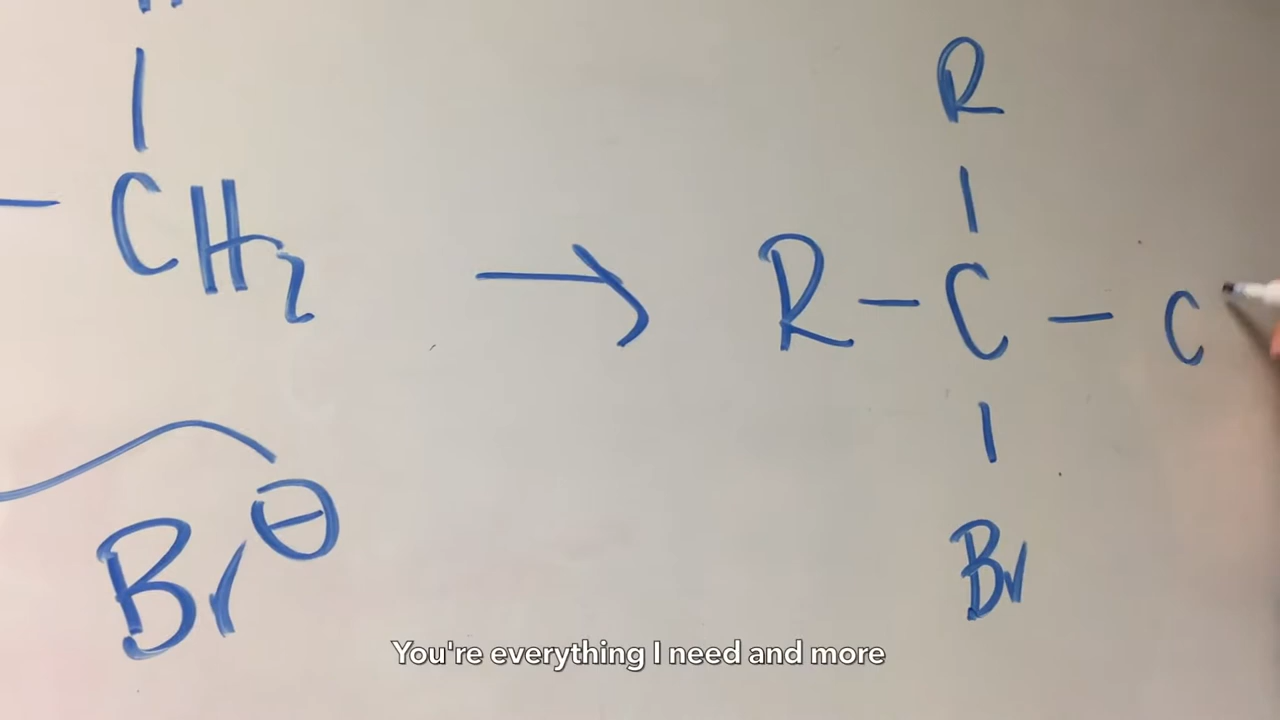 R
CH₂ → R - C - C
Br⊖
Br
You're everything I need and more